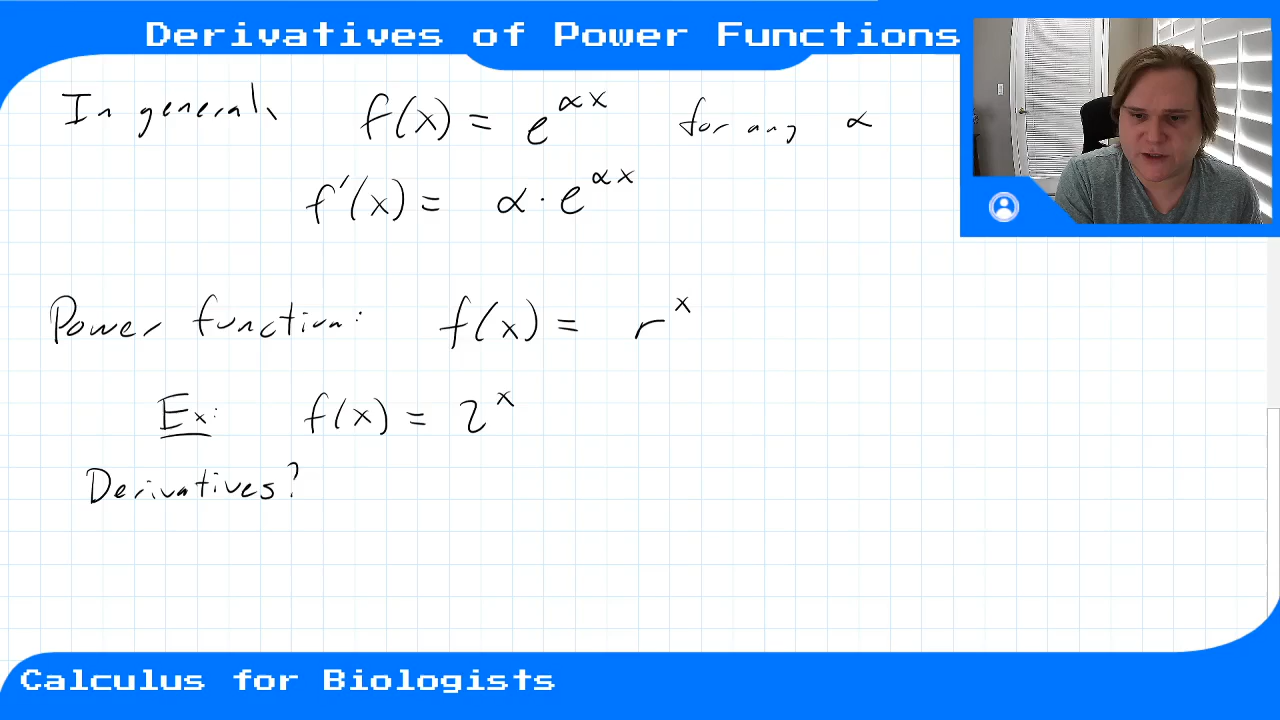 Derivatives of Power Functions
In general, f(x) = e^{αx} for any α
f'(x) = α · e^{αx}
Power function: f(x) = r^x
Ex: f(x) = 2^x
Derivatives?
Calculus for Biologists